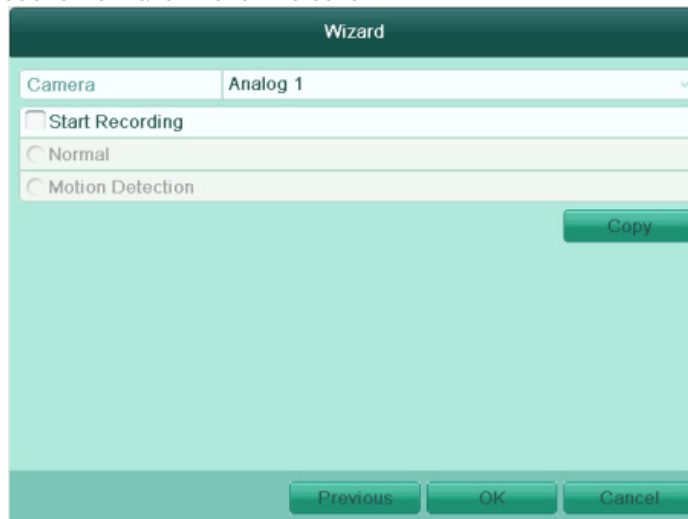 Wizard
Camera Analog 1
Start Recording
Normal
Motion Detection
Copy
Previous OK Cancel